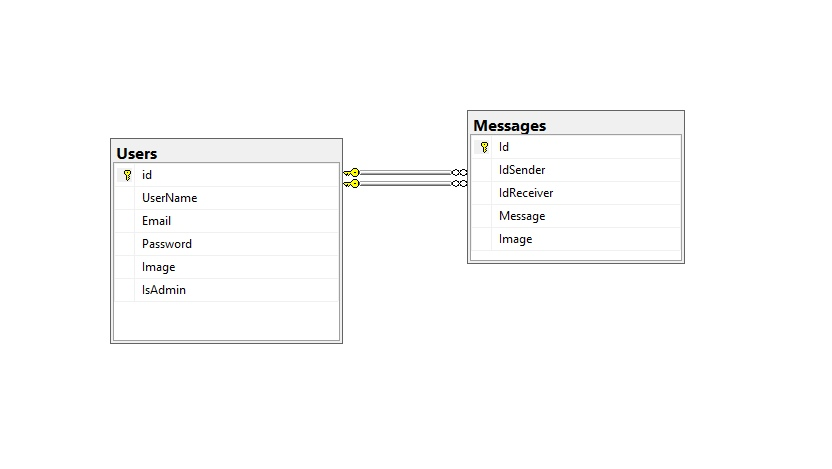 Users
id
UserName
Email
Password
Image
IsAdmin
Messages
Id
IdSender
IdReceiver
Message
Image